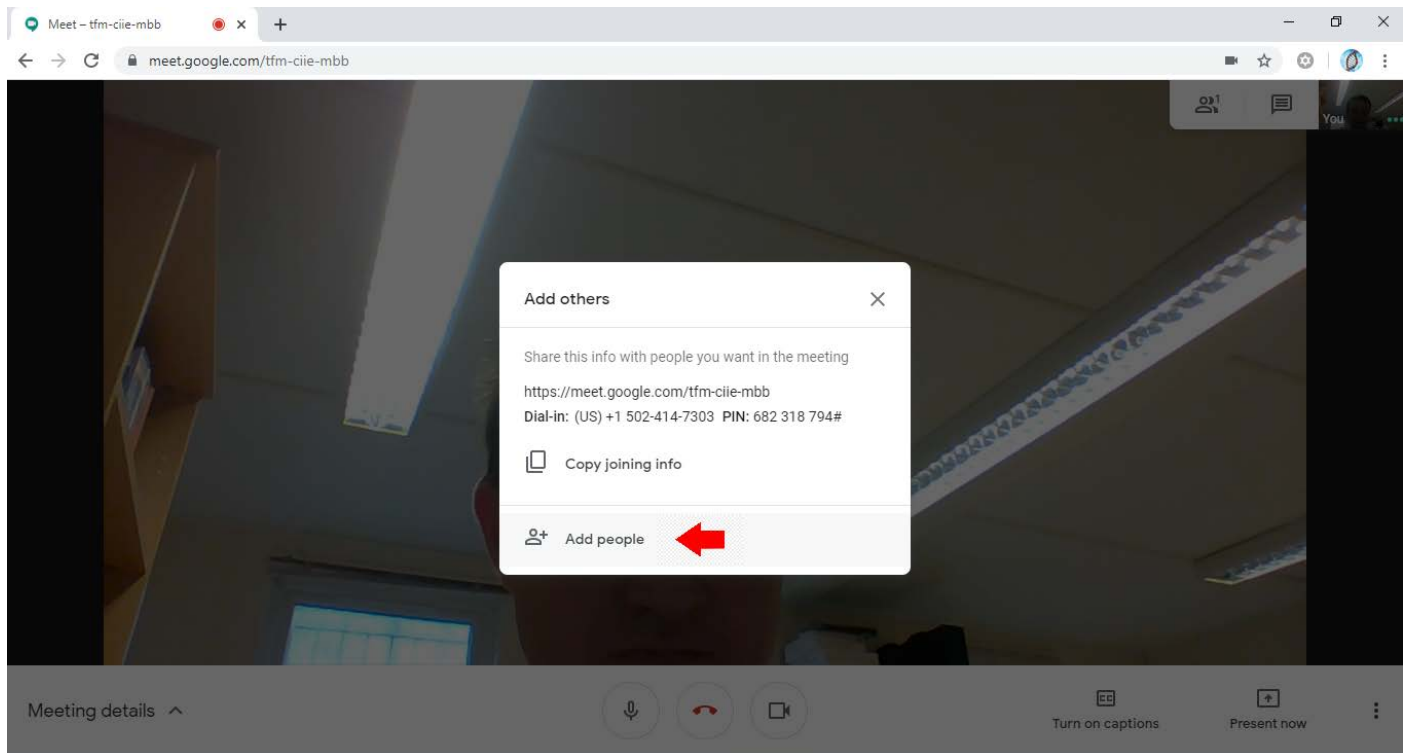 Meet – tfm-ciie-mbb
meet.google.com/tfm-ciie-mbb
1
You
Add others
Share this info with people you want in the meeting
https://meet.google.com/tfm-ciie-mbb
Dial-in: (US) +1 502-414-7303 PIN: 682 318 794#
Copy joining info
Add people
Meeting details
CC
Turn on captions
Present now